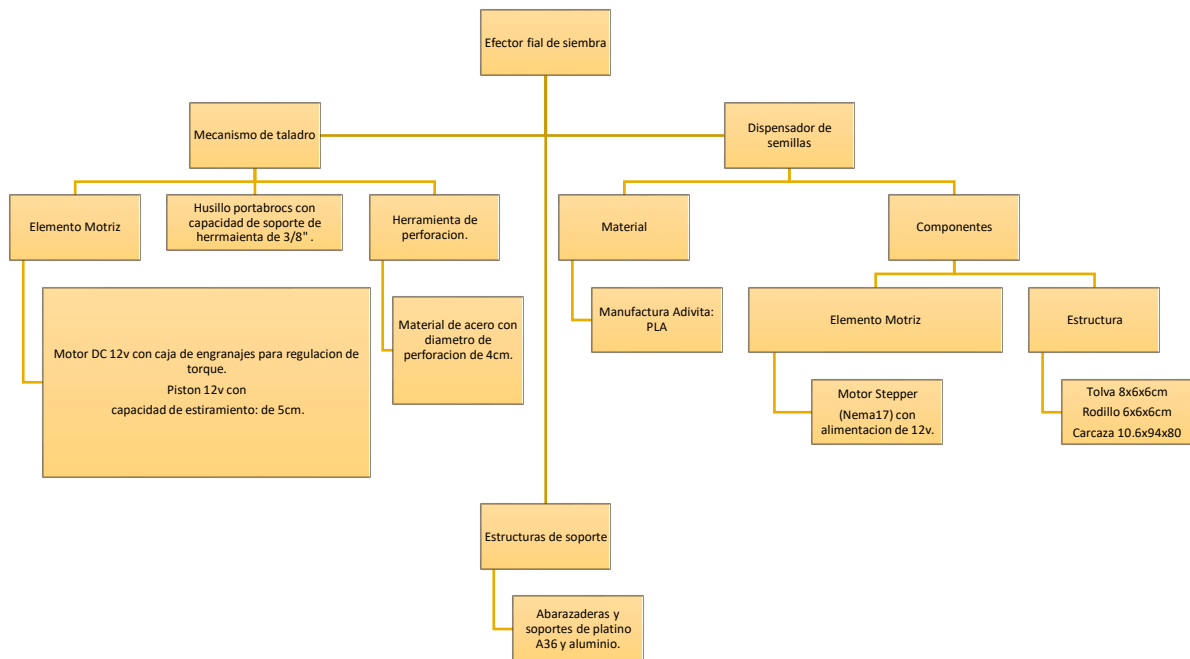 Efector fial de siembra
Mecanismo de taladro
Dispensador de
semillas
Elemento Motriz
Husillo portabrocs con
capacidad de soporte de
herrmaienta de 3/8" .
Herramienta de
perforacion.
Material
Componentes
Motor DC 12v con caja de engranajes para regulacion de
torque.
Piston 12v con
capacidad de estiramiento: de 5cm.
Material de acero con
diametro de
perforacion de 4cm.
Manufactura Adivita:
PLA
Elemento Motriz
Estructura
Motor Stepper
(Nema17) con
alimentacion de 12v.
Tolva 8x6x6cm
Rodillo 6x6x6cm
Carcaza 10.6x94x80
Estructuras de soporte
Abarazaderas y
soportes de platino
A36 y aluminio.